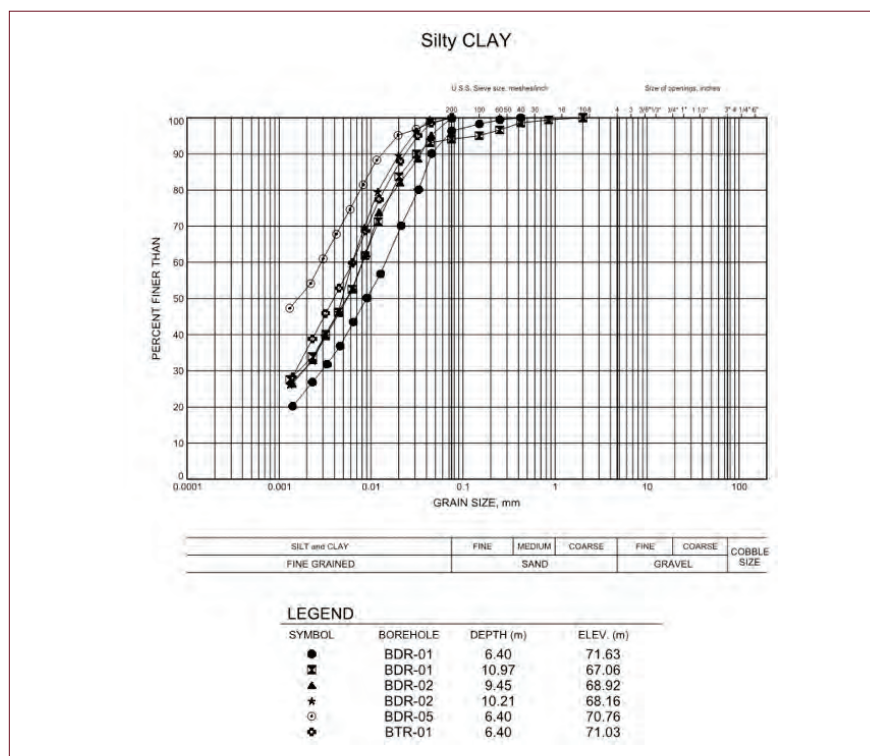 Silty CLAY
U.S.S. Sieve size, meshes/inch Size of openings, inches
200 100 60 50 40 30 16 10 8 4 3 3/8" 1/2" 3/4" 1" 1 1/2" 3" 4 1/4" 6"
100
90
80
70
60
50
40
30
20
10
0
PERCENT FINER THAN
0.0001 0.001 0.01 0.1 1 10 100
GRAIN SIZE, mm
SILT and CLAY FINE MEDIUM COARSE FINE COARSE COBBLE SIZE
FINE GRAINED SAND GRAVEL
LEGEND
SYMBOL BOREHOLE DEPTH (m) ELEV. (m)
BDR-01 6.40 71.63
BDR-01 10.97 67.06
BDR-02 9.45 68.92
BDR-02 10.21 68.16
BDR-05 6.40 70.76
BTR-01 6.40 71.03